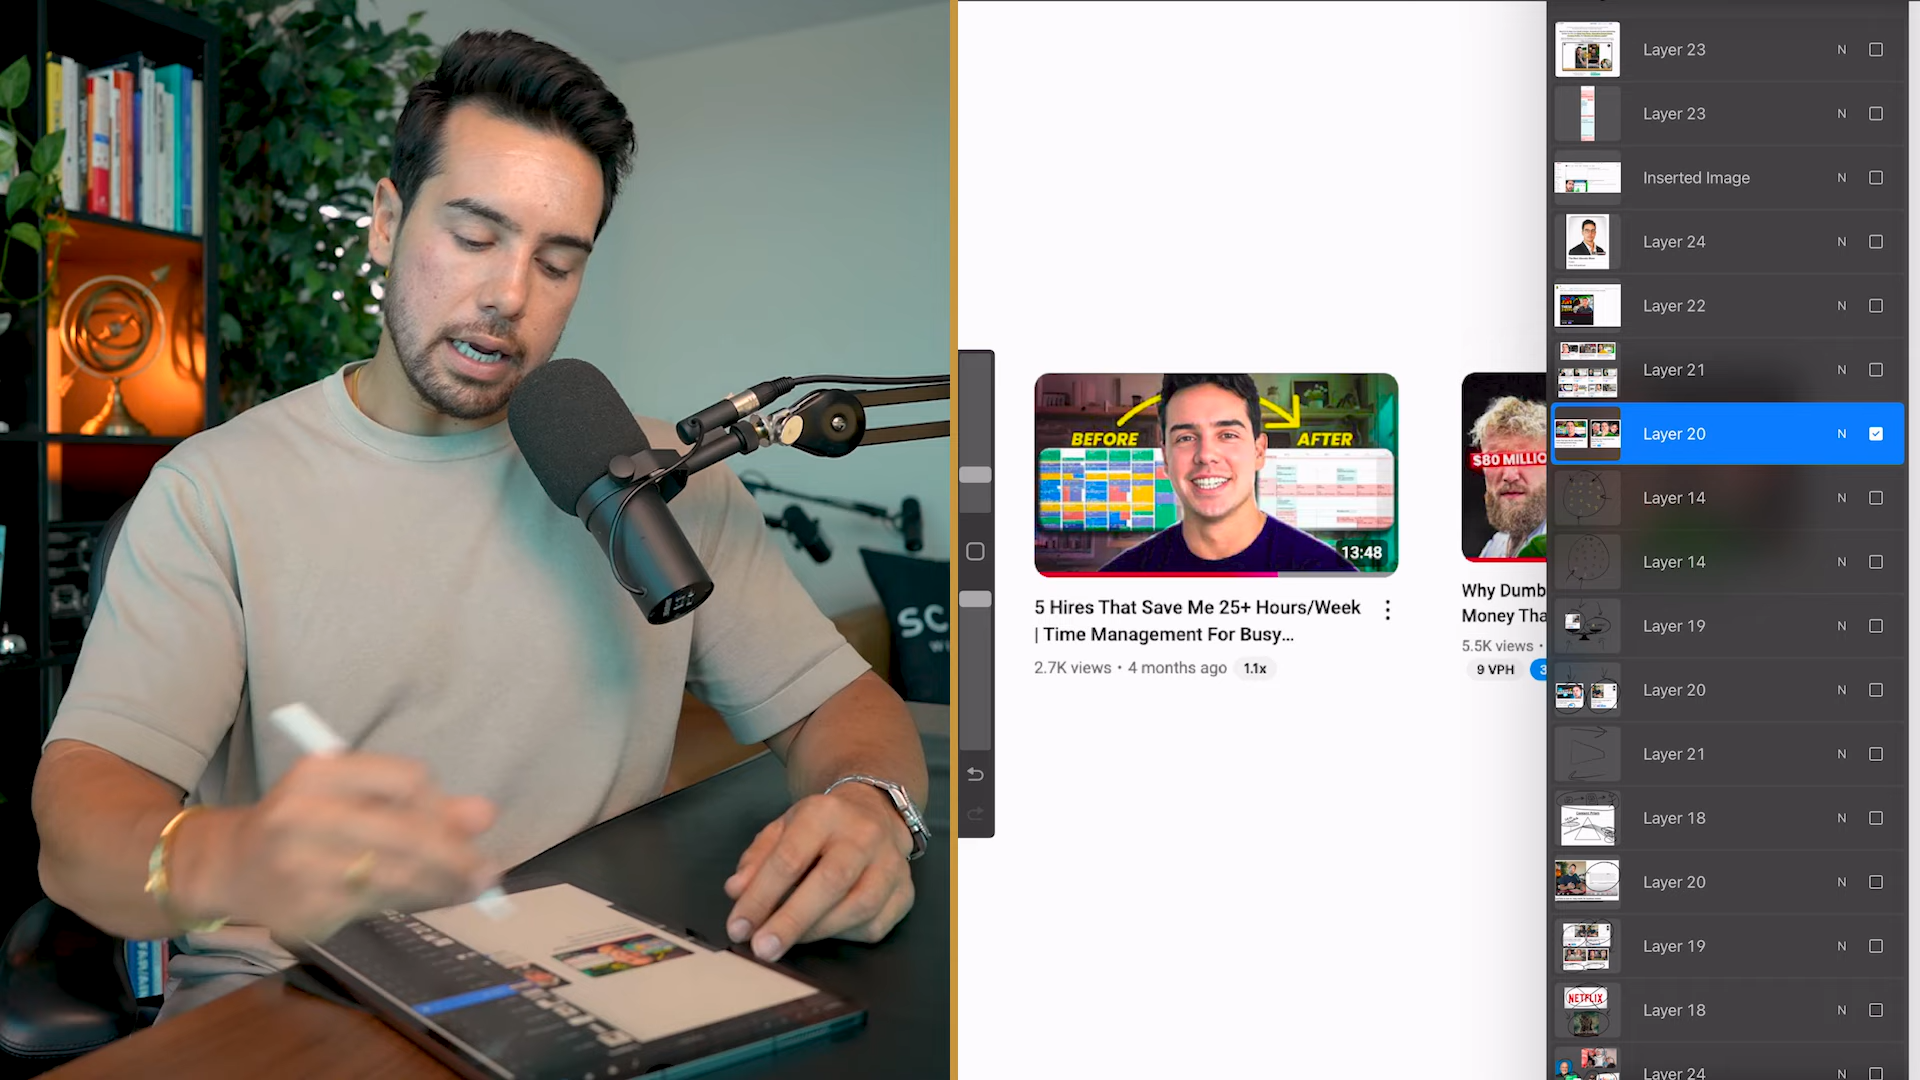 SC
BEFORE
AFTER
13:48
5 Hires That Save Me 25+ Hours/Week
| Time Management For Busy...
2.7K views • 4 months ago 1.1x
$80 MILLIO
Why Dumb
Money Tha
5.5K views •
9 VPH 3
Layer 23 N
Layer 23 N
Inserted Image N
Layer 24 N
Layer 22 N
Layer 21 N
Layer 20 N
Layer 14 N
Layer 14 N
Layer 19 N
Layer 20 N
Layer 21 N
Layer 18 N
Layer 20 N
Layer 19 N
NETFLIX
Layer 18 N
Layer 24 N